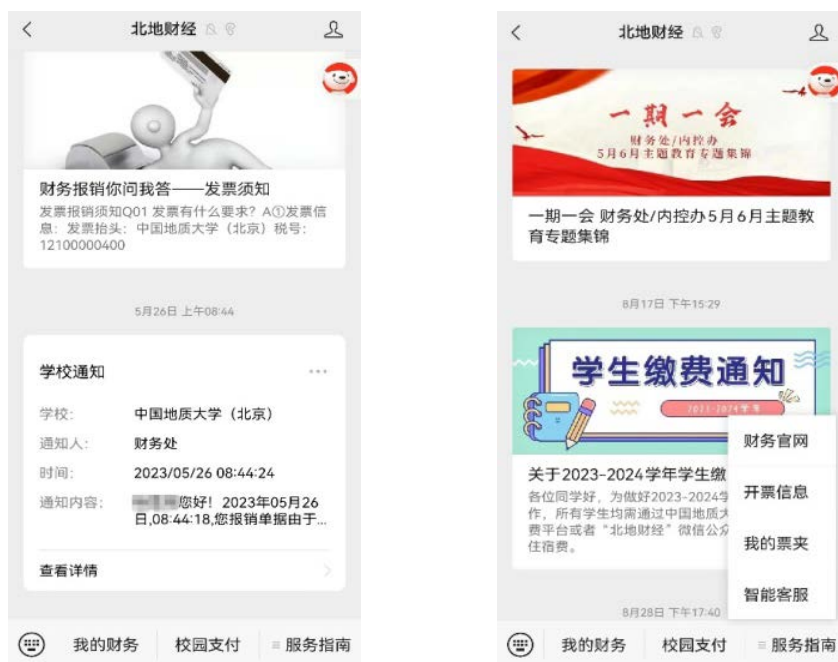 北地财经
财务报销你问我答——发票须知
发票报销须知Q01 发票有什么要求？A①发票信
息：发票抬头：中国地质大学（北京）税号：
12100000400
5月26日 上午08:44
学校通知
学校： 中国地质大学（北京）
通知人： 财务处
时间： 2023/05/26 08:44:24
通知内容： 您好！2023年05月26
日,08:44:18,您报销单据由于...
查看详情
我的财务 校园支付 服务指南
北地财经
一期一会
财务处/内控办
5月6月主题教育专题集锦
一期一会 财务处/内控办5月6月主题教
育专题集锦
8月17日 下午15:29
学生缴费通知
2023-2024学年
关于2023-2024学年学生缴
各位同学好，为做好2023-2024学
作，所有学生均需通过中国地质大
费平台或者“北地财经”微信公众
住宿费。
财务官网
开票信息
我的票夹
智能客服
8月28日 下午17:40
我的财务 校园支付 服务指南